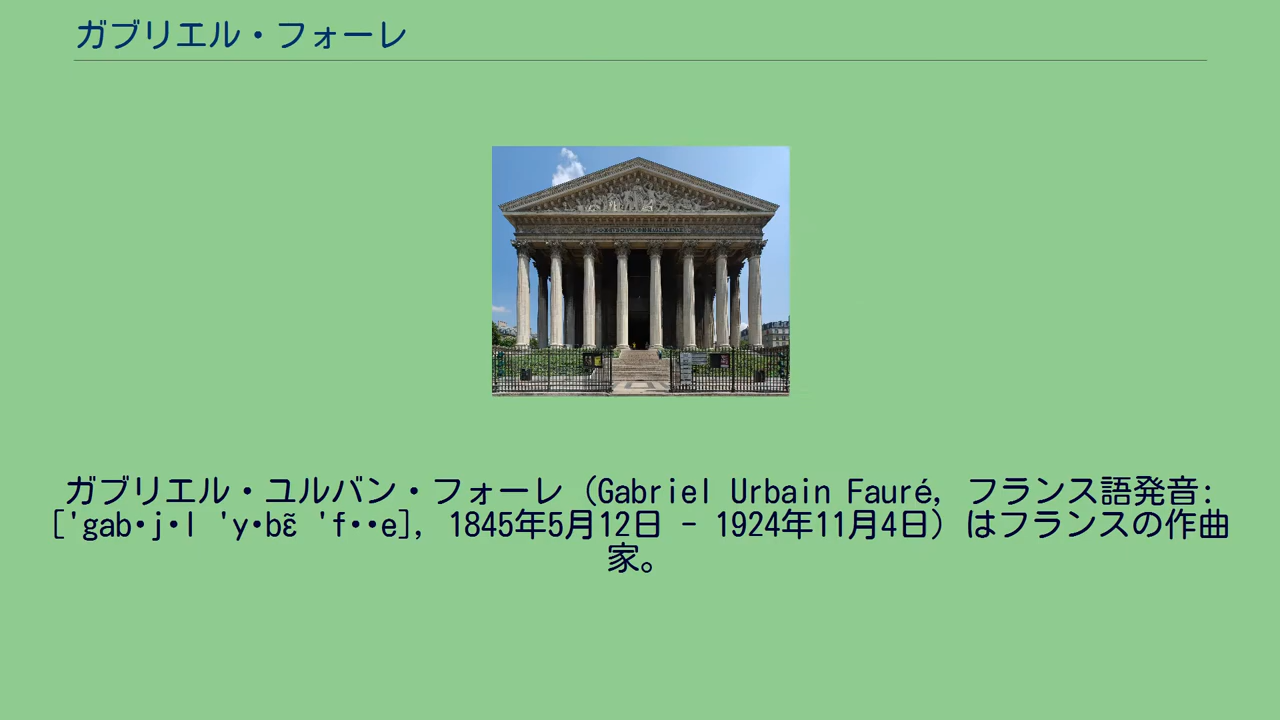 ガブリエル・フォーレ
ガブリエル・ユルバン・フォーレ（Gabriel Urbain Fauré, フランス語発音:
['gab・j・l 'y・bɛ̃ 'f・・e], 1845年5月12日 - 1924年11月4日）はフランスの作曲
家。